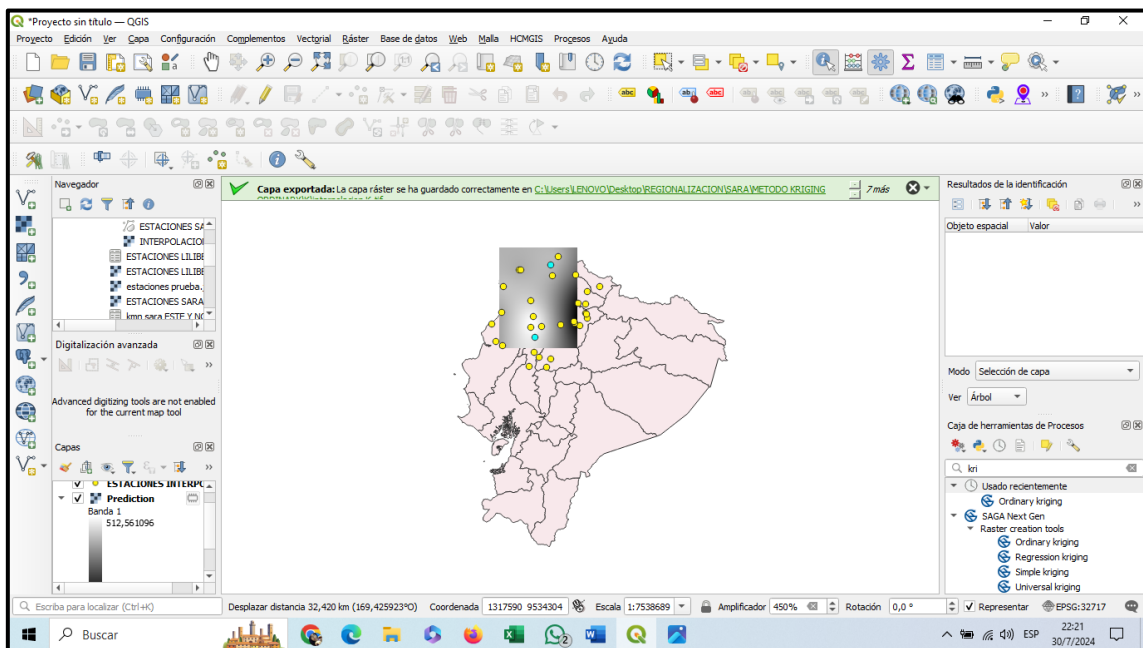 *Proyecto sin título — QGIS
Proyecto Edición Ver Capa Configuración Complementos Vectorial Ráster Base de datos Web Malla HCMGIS Procesos Ayuda
Navegador
ESTACIONES SA
INTERPOLACIO
ESTACIONES LILIBE
ESTACIONES LILIBE
estaciones prueba.
ESTACIONES SARA
kmn sara ESTE Y NO
Digitalización avanzada
Advanced digitizing tools are not enabled
for the current map tool
Capas
ESTACIONES INTERPO
Prediction
Banda 1
512,561096
Capa exportada: La capa ráster se ha guardado correctamente en C:\Users\LENOVO\Desktop\REGIONALIZACION\SARA\METODO KRIGING
7 más
Resultados de la identificación
Objeto espacial Valor
Modo Selección de capa
Ver Árbol
Caja de herramientas de Procesos
kri
Usado recientemente
Ordinary kriging
SAGA Next Gen
Raster creation tools
Ordinary kriging
Regression kriging
Simple kriging
Universal kriging
Escriba para localizar (Ctrl+K) Desplazar distancia 32,420 km (169,425923°O) Coordenada 1317590 9534304 Escala 1:7538689 Amplificador 450% Rotación 0,0 ° Representar EPSG:32717
Buscar
2
ESP
22:21
30/7/2024